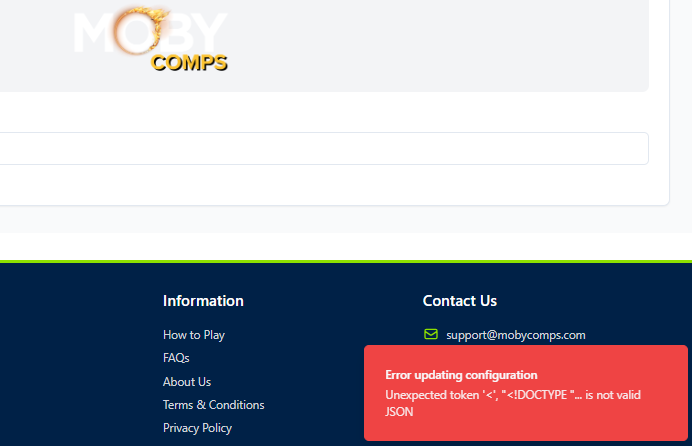 MOBY
COMPS
Information
Contact Us
How to Play
support@mobycomps.com
FAQs
About Us
Terms & Conditions
Privacy Policy
Error updating configuration
Unexpected token '<', "<!DOCTYPE "... is not valid
JSON